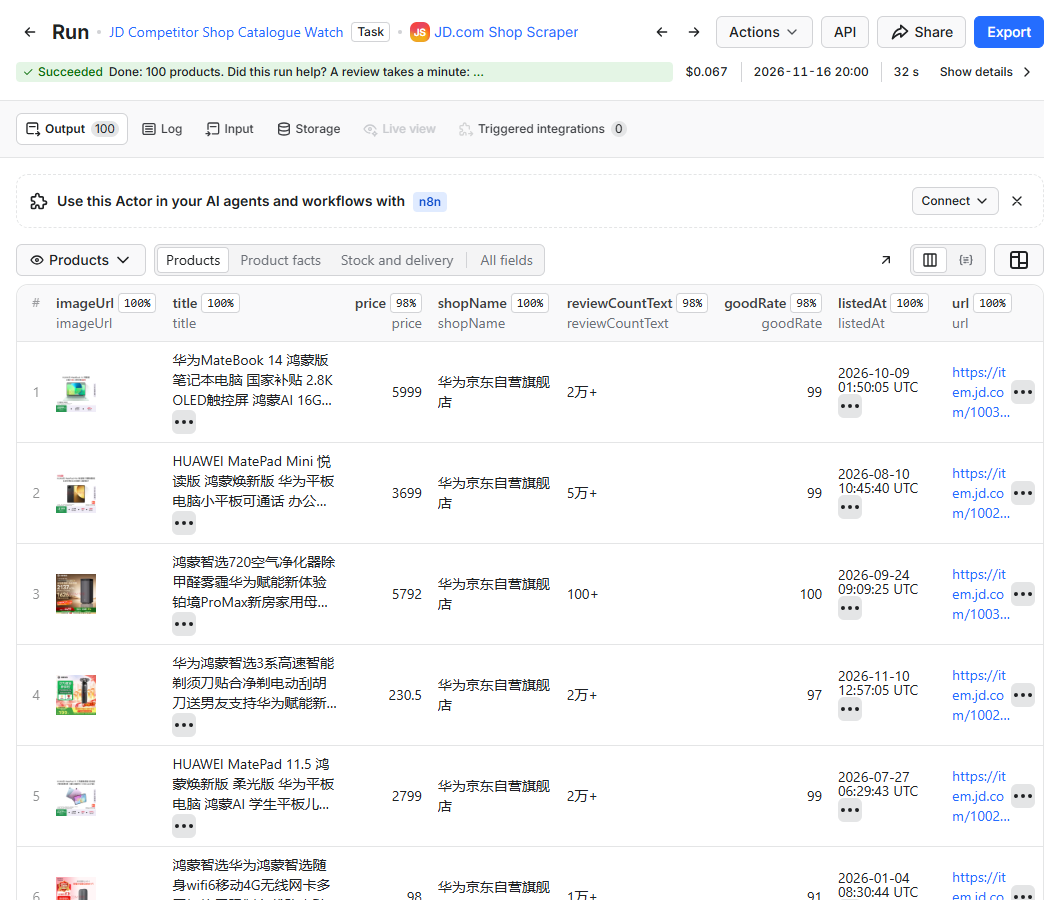 Run
JD Competitor Shop Catalogue Watch
Task
JS
JD.com Shop Scraper
Actions
API
Share
Export
Succeeded Done: 100 products. Did this run help? A review takes a minute: ...
$0.067
2026-11-16 20:00
32 s
Show details
Output 100
Log
Input
Storage
Live view
Triggered integrations 0
Use this Actor in your AI agents and workflows with n8n
Connect
Products
Products
Product facts
Stock and delivery
All fields
# imageUrl 100% title 100% price 98% shopName 100% reviewCountText 98% goodRate 98% listedAt 100% url 100%
imageUrl title price shopName reviewCountText goodRate listedAt url
1
华为MateBook 14 鸿蒙版
笔记本电脑 国家补贴 2.8K
OLED触控屏 鸿蒙AI 16G...
5999
华为京东自营旗舰
店
2万+
99
2026-10-09
01:50:05 UTC
https://it
em.jd.co
m/1003...
2
HUAWEI MatePad Mini 悦
读版 鸿蒙焕新版 华为平板
电脑小平板可通话 办公...
3699
华为京东自营旗舰
店
5万+
99
2026-08-10
10:45:40 UTC
https://it
em.jd.co
m/1002...
3
鸿蒙智选720空气净化器除
甲醛雾霾华为赋能新体验
铂境ProMax新房家用母...
5792
华为京东自营旗舰
店
100+
100
2026-09-24
09:09:25 UTC
https://it
em.jd.co
m/1003...
4
华为鸿蒙智选3系高速智能
剃须刀贴合净剃电动刮胡
刀送男友支持华为赋能新...
230.5
华为京东自营旗舰
店
2万+
97
2026-11-10
12:57:05 UTC
https://it
em.jd.co
m/1002...
5
HUAWEI MatePad 11.5 鸿
蒙焕新版 柔光版 华为平板
电脑 鸿蒙AI 学生平板儿...
2799
华为京东自营旗舰
店
2万+
99
2026-07-27
06:29:43 UTC
https://it
em.jd.co
m/1002...
6
鸿蒙智选华为鸿蒙智选随
身wifi6移动4G无线网卡多
98
华为京东自营旗舰
1万+
91
2026-01-04
08:30:44 UTC
https://it
em.jd.co